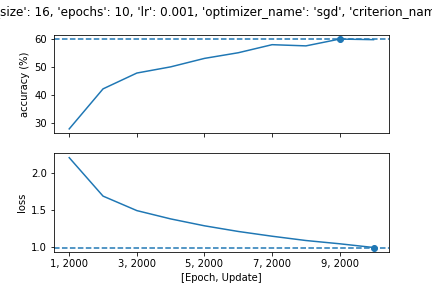 size': 16, 'epochs': 10, 'lr': 0.001, 'optimizer_name': 'sgd', 'criterion_nam
60
50
40
30
accuracy (%)
2.0
1.5
1.0
loss
1, 2000 3, 2000 5, 2000 7, 2000 9, 2000
[Epoch, Update]